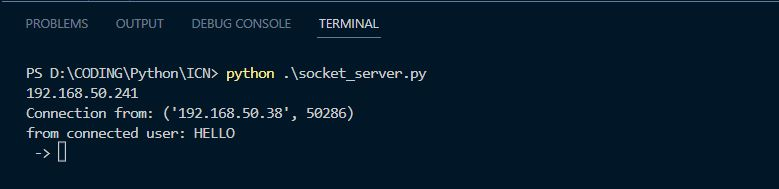 PROBLEMS OUTPUT DEBUG CONSOLE TERMINAL
PS D:\CODING\Python\ICN> python .\socket_server.py
192.168.50.241
Connection from: ('192.168.50.38', 50286)
from connected user: HELLO
->